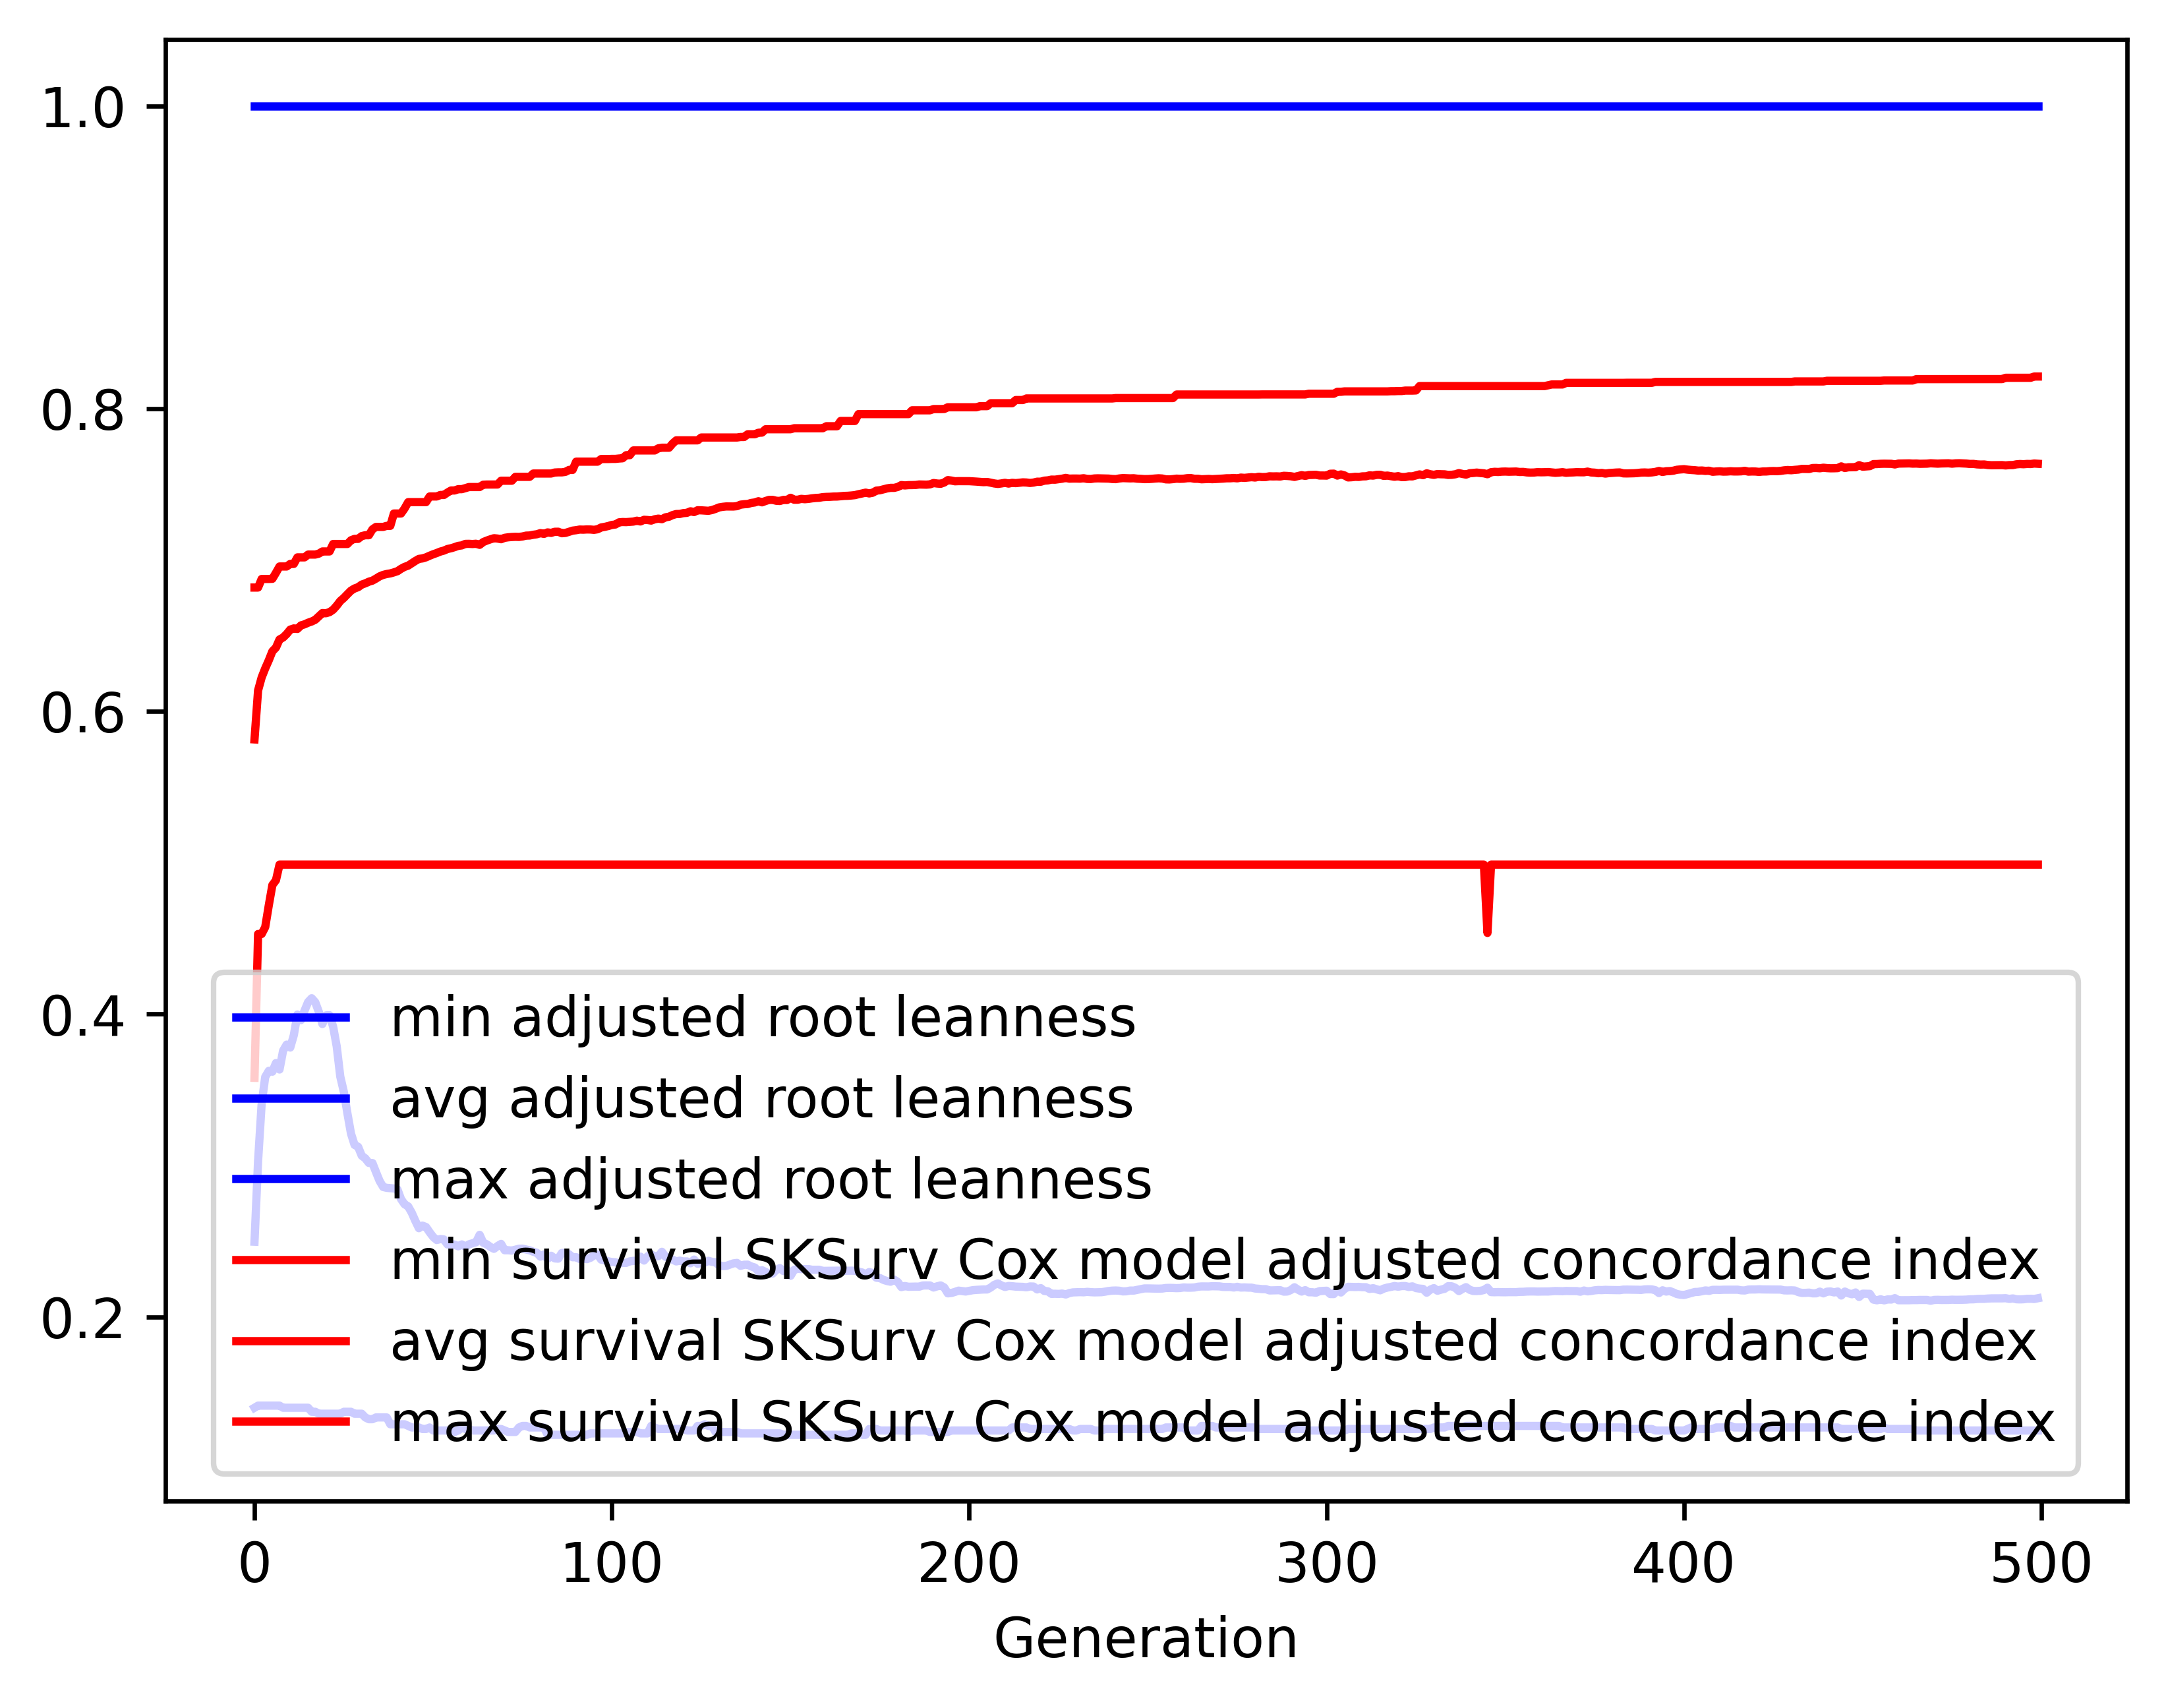 1.0
0.8
0.6
0.4
0.2
min adjusted root leanness
avg adjusted root leanness
max adjusted root leanness
min survival SKSurv Cox model adjusted concordance index
avg survival SKSurv Cox model adjusted concordance index
max survival SKSurv Cox model adjusted concordance index
0 100 200 300 400 500
Generation